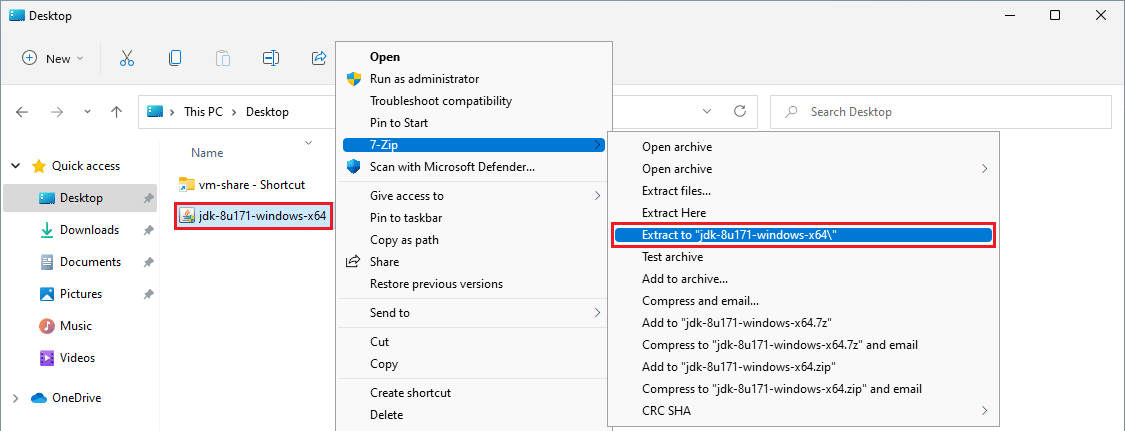 Desktop
New
This PC > Desktop
Search Desktop
Quick access
Desktop
Downloads
Documents
Pictures
Music
Videos
OneDrive
Name
vm-share - Shortcut
jdk-8u171-windows-x64
Open
Run as administrator
Troubleshoot compatibility
Pin to Start
7-Zip
Scan with Microsoft Defender...
Give access to
Pin to taskbar
Copy as path
Share
Restore previous versions
Send to
Cut
Copy
Create shortcut
Delete
Open archive
Open archive
Extract files...
Extract Here
Extract to "jdk-8u171-windows-x64\"
Test archive
Add to archive...
Compress and email...
Add to "jdk-8u171-windows-x64.7z"
Compress to "jdk-8u171-windows-x64.7z" and email
Add to "jdk-8u171-windows-x64.zip"
Compress to "jdk-8u171-windows-x64.zip" and email
CRC SHA